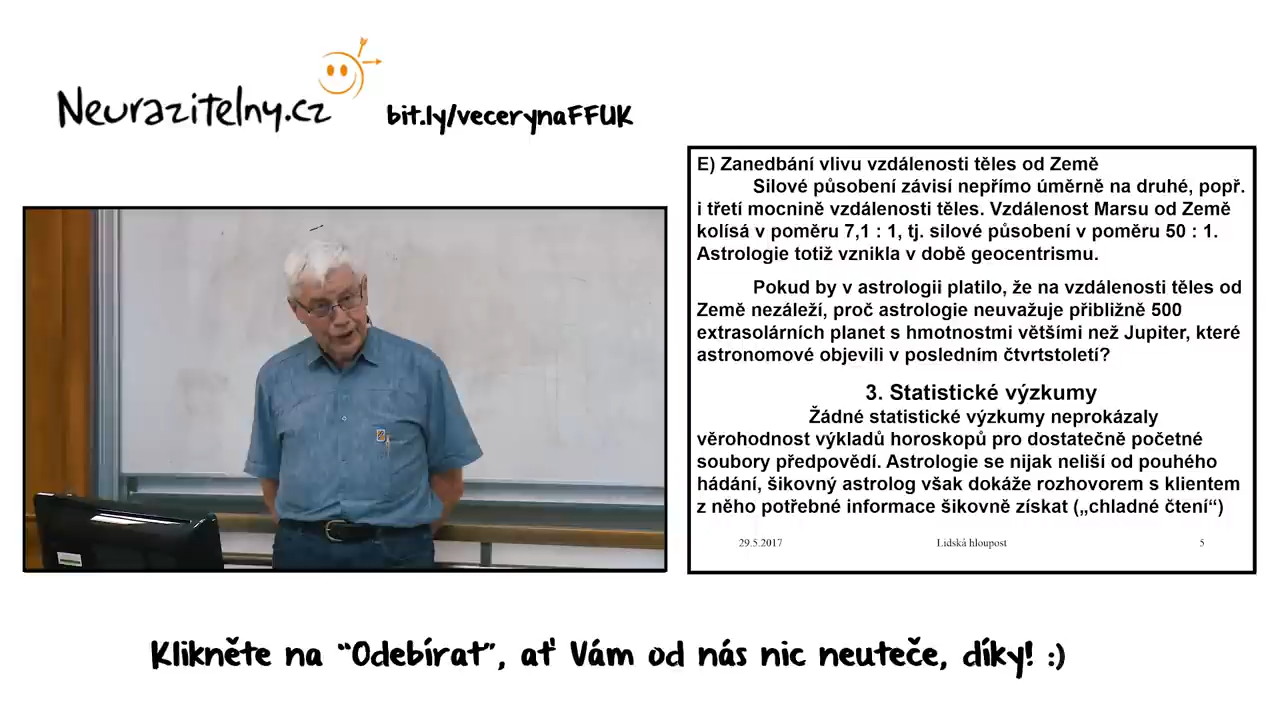 Neurazitelny.cz
bit.ly/vecerynaFFUK
E) Zanedbání vlivu vzdálenosti těles od Země
Silové působení závisí nepřímo úměrně na druhé, popř.
i třetí mocnině vzdálenosti těles. Vzdálenost Marsu od Země
kolísá v poměru 7,1 : 1, tj. silové působení v poměru 50 : 1.
Astrologie totiž vznikla v době geocentrismu.
Pokud by v astrologii platilo, že na vzdálenosti těles od
Země nezáleží, proč astrologie neuvažuje přibližně 500
extrasolárních planet s hmotnostmi většími než Jupiter, které
astronomové objevili v posledním čtvrtstoletí?
3. Statistické výzkumy
Žádné statistické výzkumy neprokázaly
věrohodnost výkladů horoskopů pro dostatečně početné
soubory předpovědí. Astrologie se nijak neliší od pouhého
hádání, šikovný astrolog však dokáže rozhovorem s klientem
z něho potřebné informace šikovně získat („chladné čtení“)
29.5.2017 Lidská hloupost 5
Klikněte na “Odebírat”, ať Vám od nás nic neuteče, díky! :)